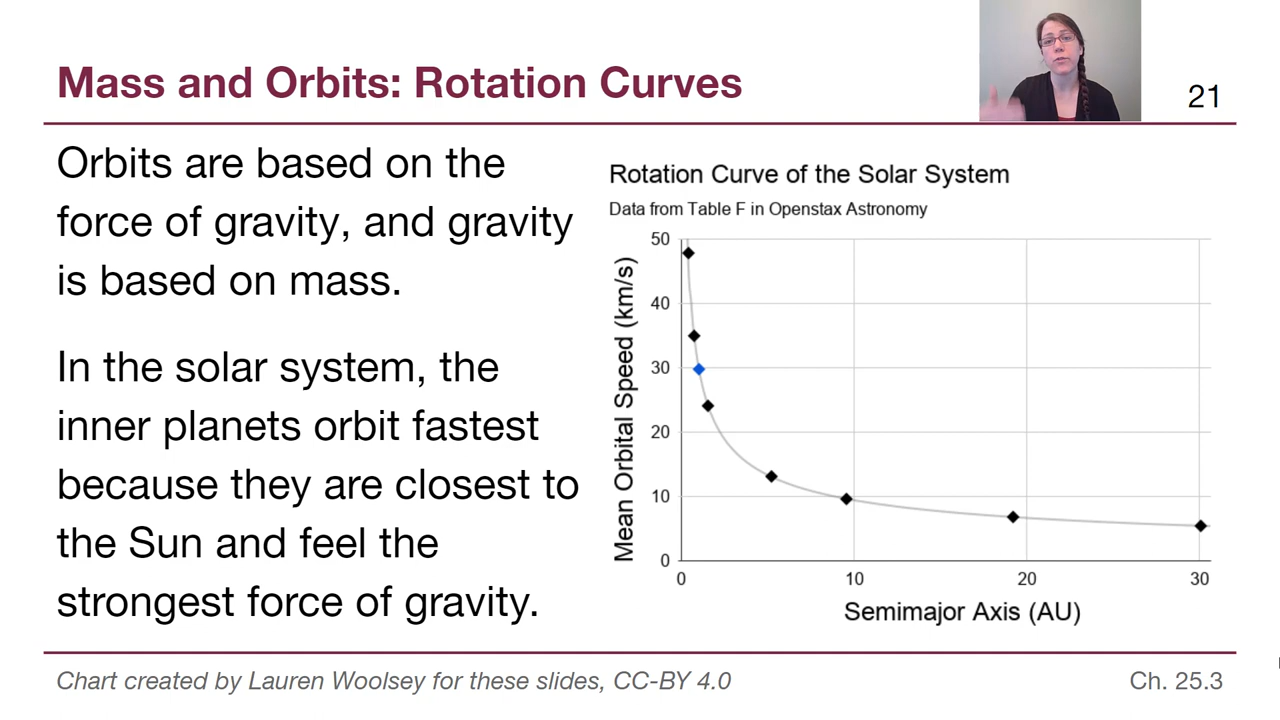 Mass and Orbits: Rotation Curves
21
Orbits are based on the
force of gravity, and gravity
is based on mass.
In the solar system, the
inner planets orbit fastest
because they are closest to
the Sun and feel the
strongest force of gravity.
Rotation Curve of the Solar System
Data from Table F in Openstax Astronomy
Mean Orbital Speed (km/s)
50
40
30
20
10
0
0 10 20 30
Semimajor Axis (AU)
Chart created by Lauren Woolsey for these slides, CC-BY 4.0
Ch. 25.3